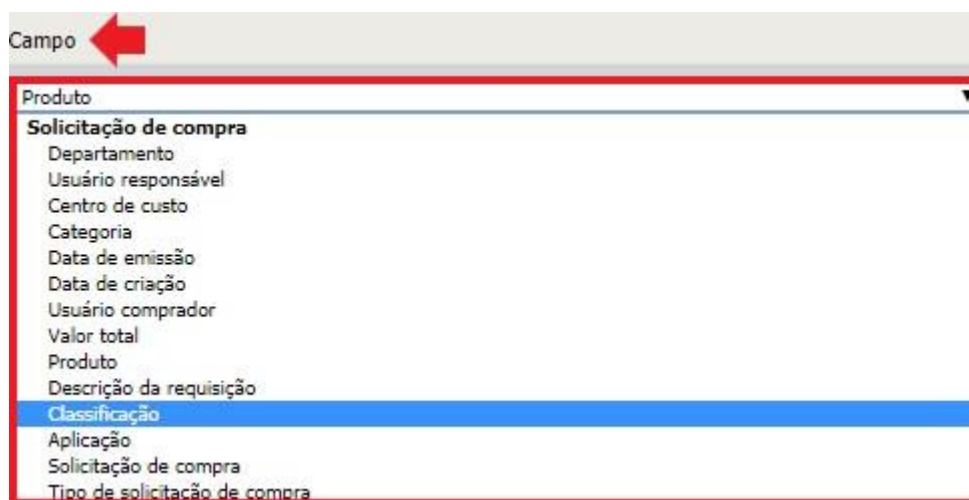 Campo
Produto
Solicitação de compra
Departamento
Usuário responsável
Centro de custo
Categoria
Data de emissão
Data de criação
Usuário comprador
Valor total
Produto
Descrição da requisição
Classificação
Aplicação
Solicitação de compra
Tipo de solicitação de compra